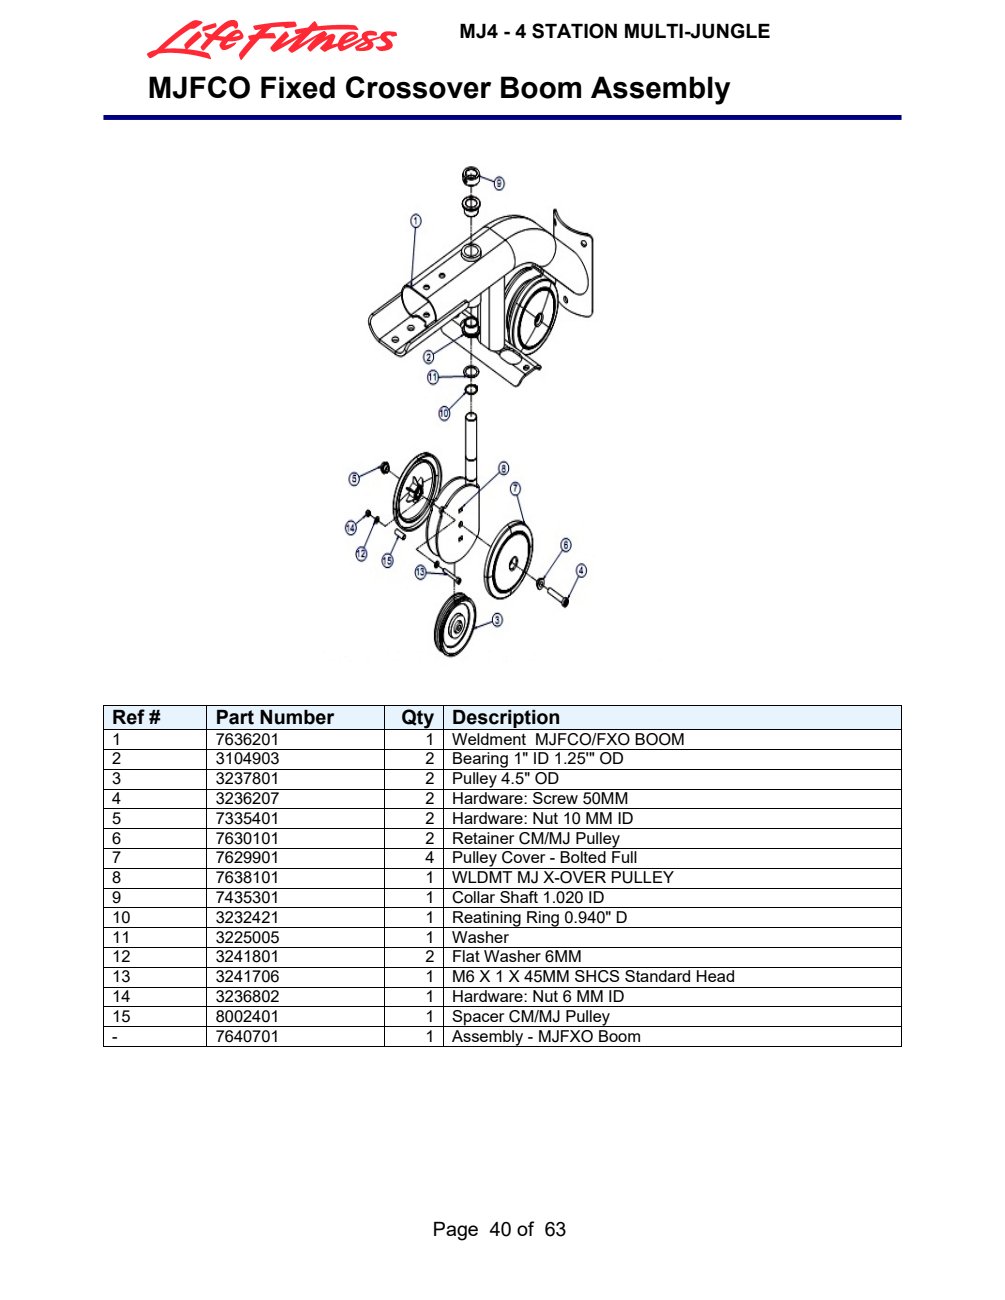 Life Fitness
MJ4 - 4 STATION MULTI-JUNGLE
MJFCO Fixed Crossover Boom Assembly
9
1
2
11
10
8
5
7
14
12
15
13
6
4
3
Ref # Part Number Qty Description
1 7636201 1 Weldment MJFCO/FXO BOOM
2 3104903 2 Bearing 1" ID 1.25'" OD
3 3237801 2 Pulley 4.5" OD
4 3236207 2 Hardware: Screw 50MM
5 7335401 2 Hardware: Nut 10 MM ID
6 7630101 2 Retainer CM/MJ Pulley
7 7629901 4 Pulley Cover - Bolted Full
8 7638101 1 WLDMT MJ X-OVER PULLEY
9 7435301 1 Collar Shaft 1.020 ID
10 3232421 1 Reatining Ring 0.940" D
11 3225005 1 Washer
12 3241801 2 Flat Washer 6MM
13 3241706 1 M6 X 1 X 45MM SHCS Standard Head
14 3236802 1 Hardware: Nut 6 MM ID
15 8002401 1 Spacer CM/MJ Pulley
- 7640701 1 Assembly - MJFXO Boom
Page 40 of 63